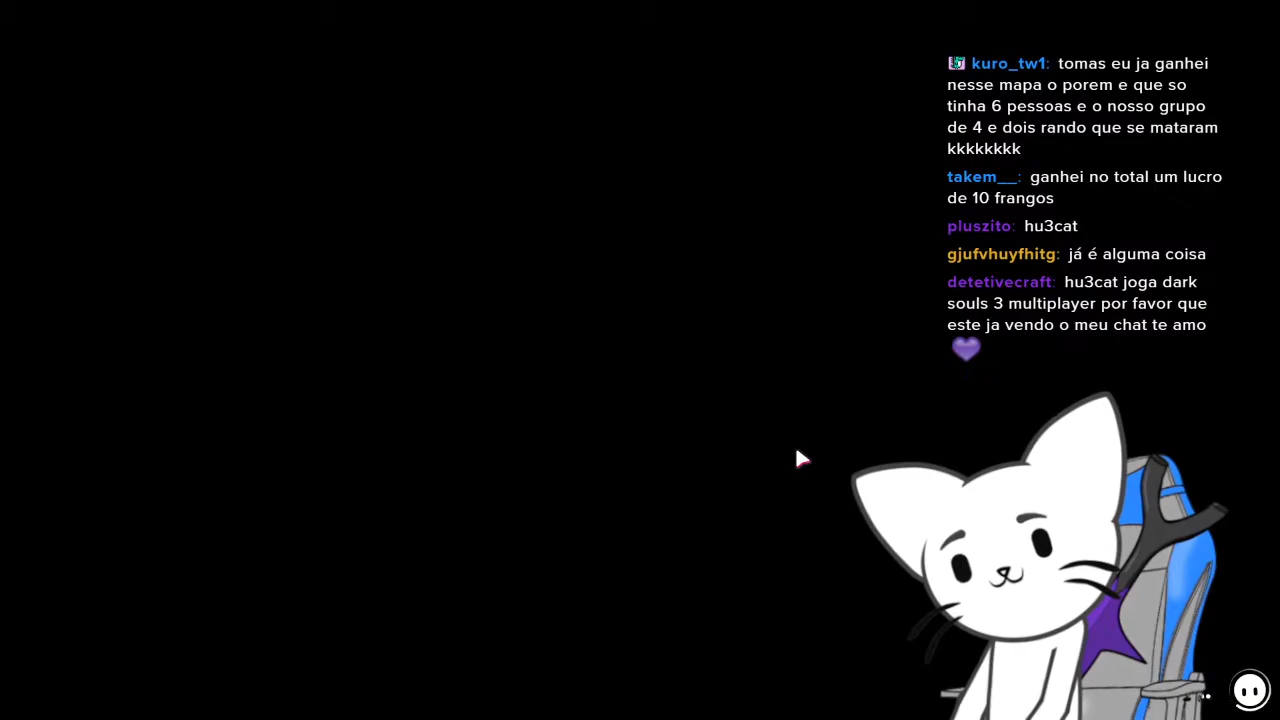 kuro_tw1: tomas eu ja ganhei
nesse mapa o porem e que so
tinha 6 pessoas e o nosso grupo
de 4 e dois rando que se mataram
kkkkkkkk
takem__: ganhei no total um lucro
de 10 frangos
pluszito: hu3cat
gjufvhuyfhitg: já é alguma coisa
detetivecraft: hu3cat joga dark
souls 3 multiplayer por favor que
este ja vendo o meu chat te amo